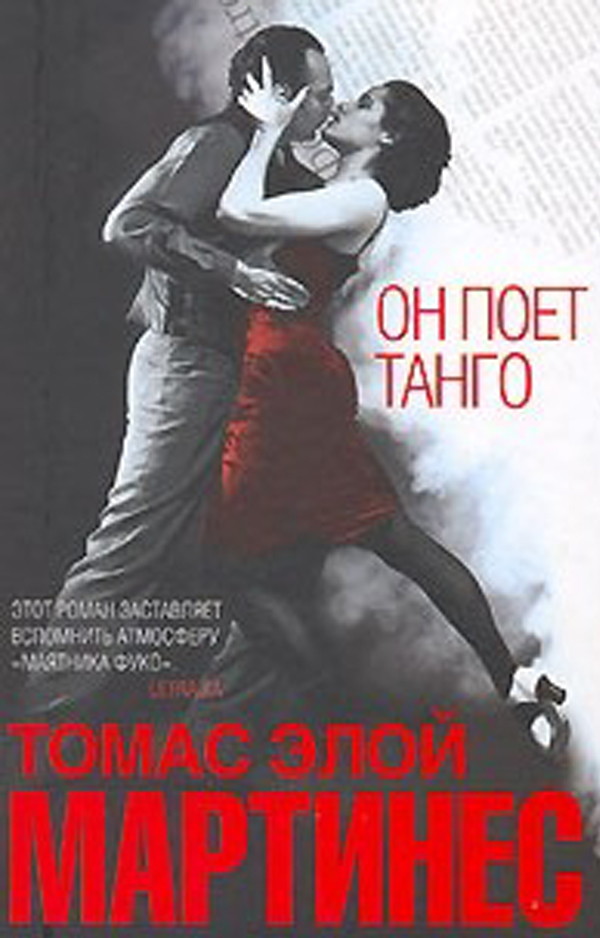 ОН ПОЕТ
ТАНГО
ЭТОТ РОМАН ЗАСТАВЛЯЕТ
ВСПОМНИТЬ АТМОСФЕРУ
«МАЯТНИКА ФУКО»
ТОМАС ЭЛОЙ
МАРТИНЕС